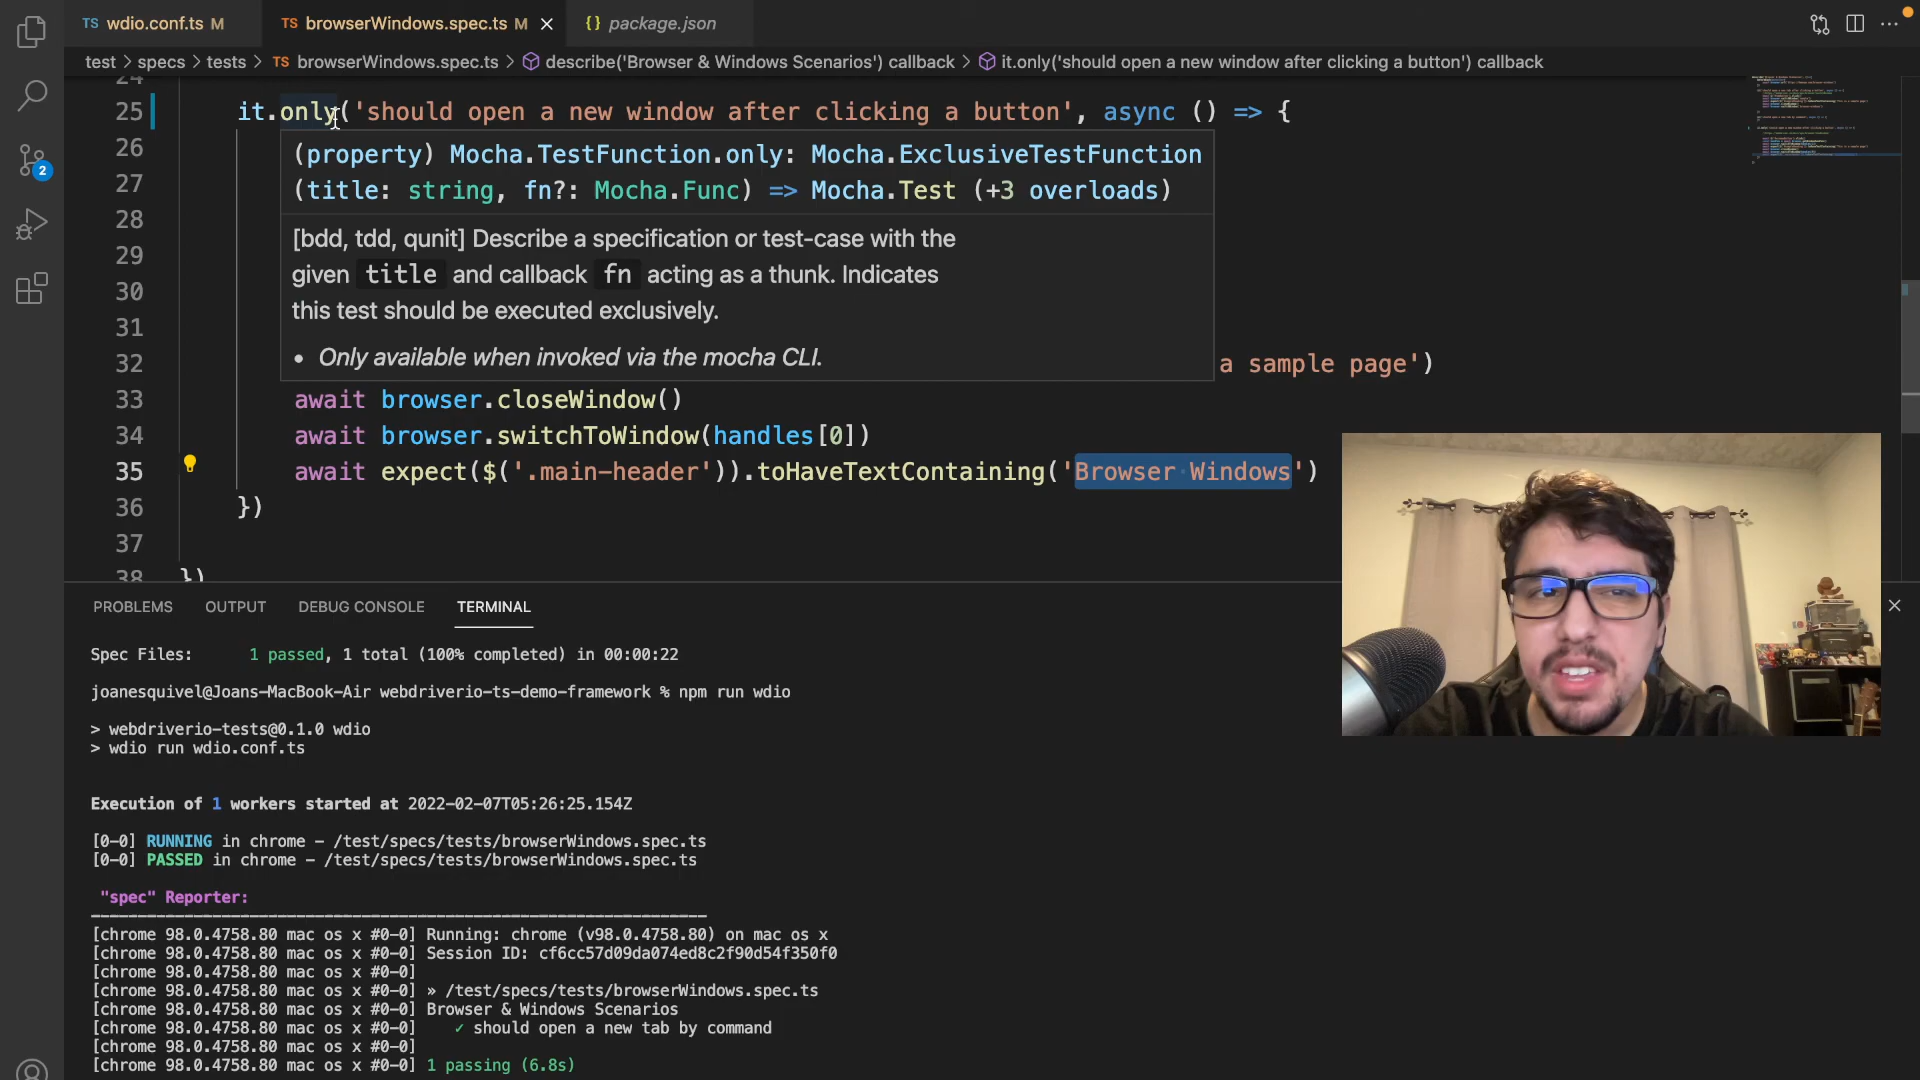 TS wdio.conf.ts M
TS browserWindows.spec.ts M
{} package.json
test > specs > tests > TS browserWindows.spec.ts > describe('Browser & Windows Scenarios') callback > it.only('should open a new window after clicking a button') callback
24
25 it.only('should open a new window after clicking a button', async () => {
26
(property) Mocha.TestFunction.only: Mocha.ExclusiveTestFunction
27
(title: string, fn?: Mocha.Func) => Mocha.Test (+3 overloads)
28
[bdd, tdd, qunit] Describe a specification or test-case with the
29
given title and callback fn acting as a thunk. Indicates
30
this test should be executed exclusively.
31
• Only available when invoked via the mocha CLI.
32 a sample page')
33 await browser.closeWindow()
34 await browser.switchToWindow(handles[0])
35 await expect($('.main-header')).toHaveTextContaining('Browser Windows')
36 })
37
38 })
2
PROBLEMS OUTPUT DEBUG CONSOLE TERMINAL
Spec Files: 1 passed, 1 total (100% completed) in 00:00:22
joanesquivel@Joans-MacBook-Air webdriverio-ts-demo-framework % npm run wdio
> webdriverio-tests@0.1.0 wdio
> wdio run wdio.conf.ts
Execution of 1 workers started at 2022-02-07T05:26:25.154Z
[0-0] RUNNING in chrome - /test/specs/tests/browserWindows.spec.ts
[0-0] PASSED in chrome - /test/specs/tests/browserWindows.spec.ts
"spec" Reporter:
[chrome 98.0.4758.80 mac os x #0-0] Running: chrome (v98.0.4758.80) on mac os x
[chrome 98.0.4758.80 mac os x #0-0] Session ID: cf6cc57d09da074ed8c2f90d54f350f0
[chrome 98.0.4758.80 mac os x #0-0]
[chrome 98.0.4758.80 mac os x #0-0] » /test/specs/tests/browserWindows.spec.ts
[chrome 98.0.4758.80 mac os x #0-0] Browser & Windows Scenarios
[chrome 98.0.4758.80 mac os x #0-0] ✓ should open a new tab by command
[chrome 98.0.4758.80 mac os x #0-0]
[chrome 98.0.4758.80 mac os x #0-0] 1 passing (6.8s)